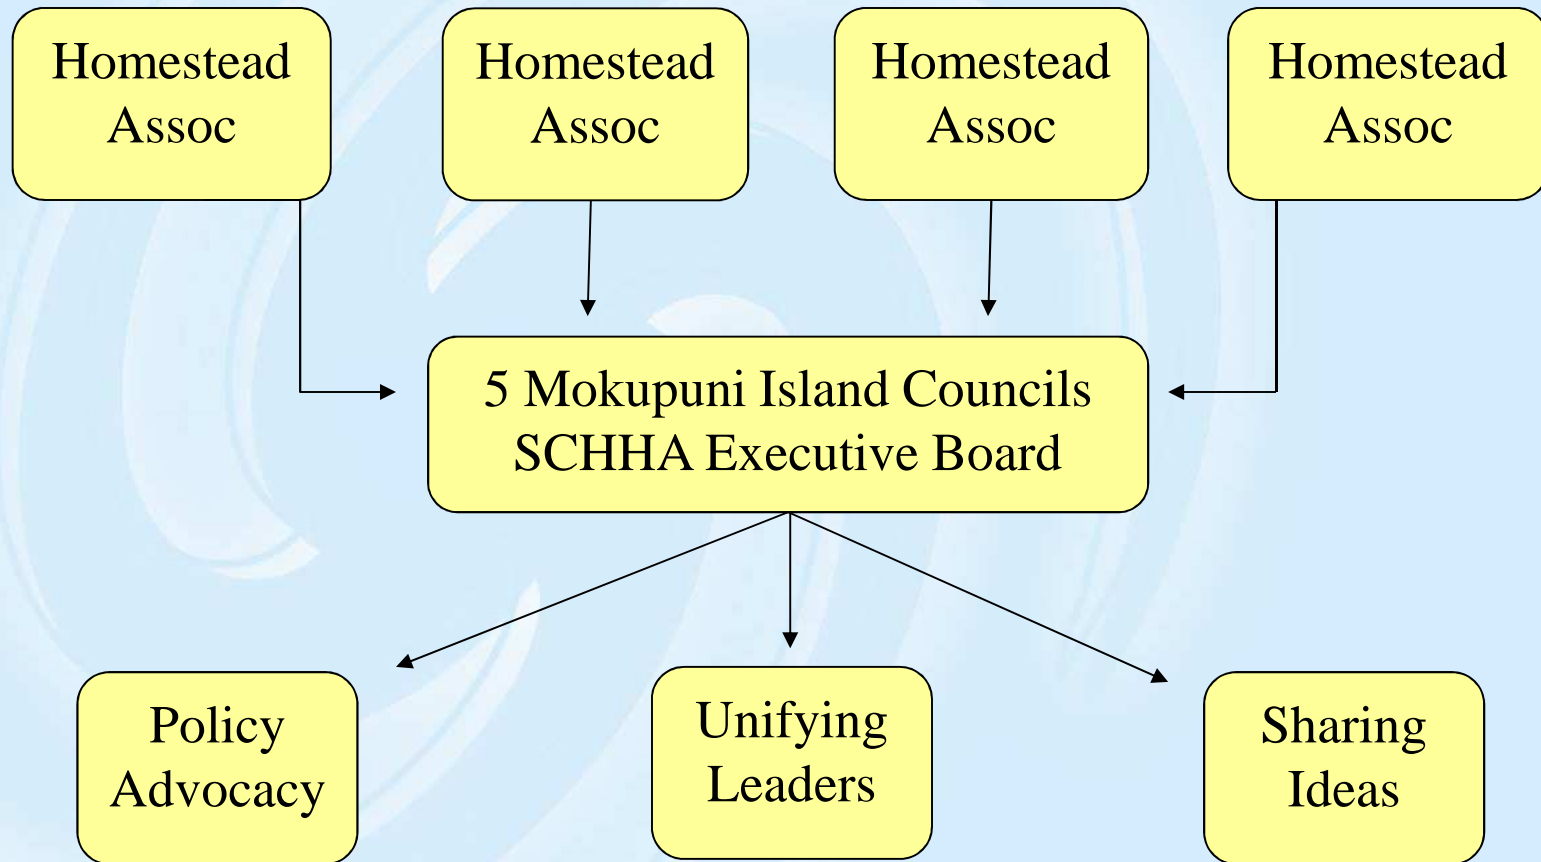 Homestead
Assoc
Homestead
Assoc
Homestead
Assoc
Homestead
Assoc
5 Mokupuni Island Councils
SCHHA Executive Board
Policy
Advocacy
Unifying
Leaders
Sharing
Ideas